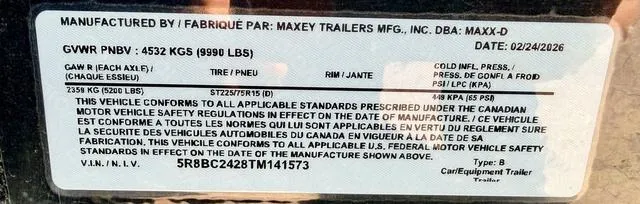 MANUFACTURED BY / FABRIQUÉ PAR: MAXEY TRAILERS MFG., INC. DBA: MAXX-D
GVWR PNBV : 4532 KGS (9990 LBS) DATE: 02/24/2026
GAWR (EACH AXLE) / (CHAQUE ESSIEU) TIRE / PNEU RIM / JANTE COLD INFL. PRESS. / PRESS. DE GONFL A FROID PSI / LPC (KPA)
2359 KG (5200 LBS) ST225/75R15 (D) 448 KPA (65 PSI)
THIS VEHICLE CONFORMS TO ALL APPLICABLE STANDARDS PRESCRIBED UNDER THE CANADIAN
MOTOR VEHICLE SAFETY REGULATIONS IN EFFECT ON THE DATE OF MANUFACTURE. / CE VEHICULE
EST CONFORME A TOUTES LES NORMES QUI LUI SONT APPLICABLES EN VERTU DU REGLEMENT SUR
LA SECURITE DES VEHICULES AUTOMOBILES DU CANADA EN VIGUEUR À LA DATE DE SA
FABRICATION. THIS VEHICLE CONFORMS TO ALL APPLICABLE U.S. FEDERAL MOTOR VEHICLE SAFETY
STANDARDS IN EFFECT ON THE DATE OF THE MANUFACTURE SHOWN ABOVE.
V.I.N. / N.I.V. 5R8BC2428TM141573 Type: B
Car/Equipment Trailer
Trailer